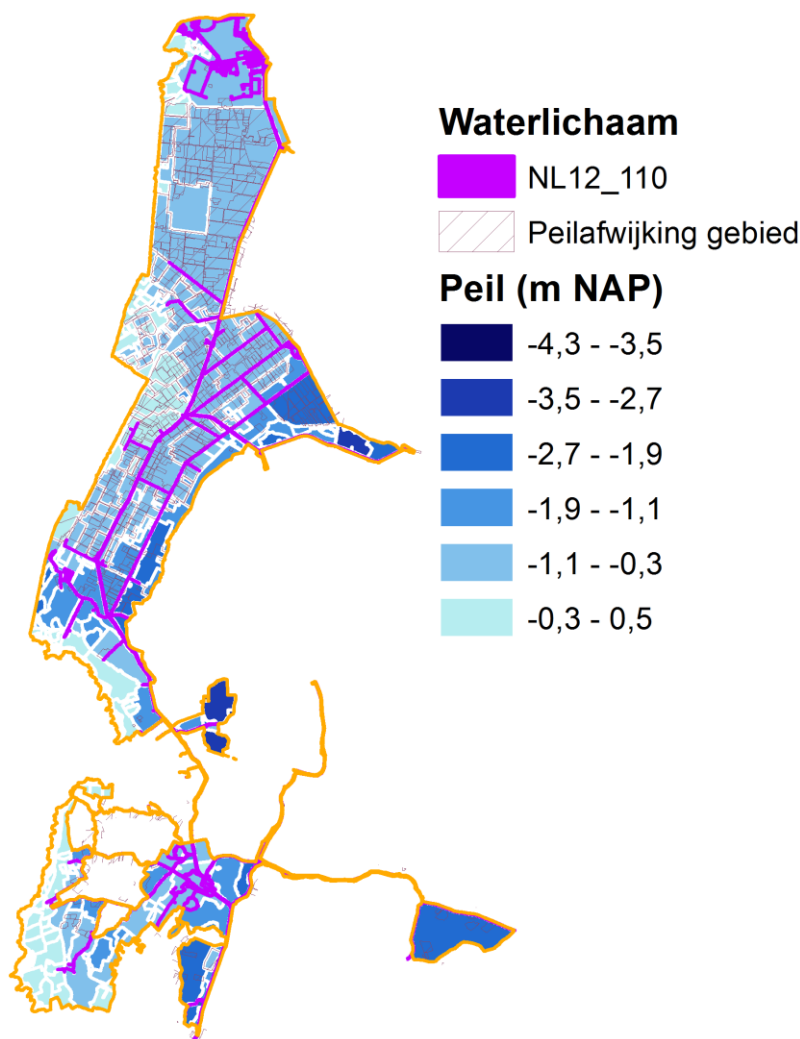 Waterlichaam
NL12_110
Peilafwijking gebied
Peil (m NAP)
-4,3 - -3,5
-3,5 - -2,7
-2,7 - -1,9
-1,9 - -1,1
-1,1 - -0,3
-0,3 - 0,5